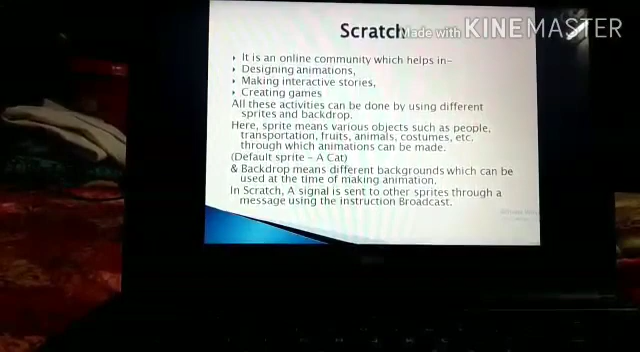 Scratch
Made with KINEMASTER
It is an online community which helps in-
Designing animations,
Making interactive stories,
Creating games
All these activities can be done by using different
sprites and backdrop.
Here, sprite means various objects such as people,
transportation, fruits, animals, costumes, etc.
through which animations can be made.
(Default sprite - A Cat)
& Backdrop means different backgrounds which can be
used at the time of making animation.
In Scratch, A signal is sent to other sprites through a
message using the instruction Broadcast.